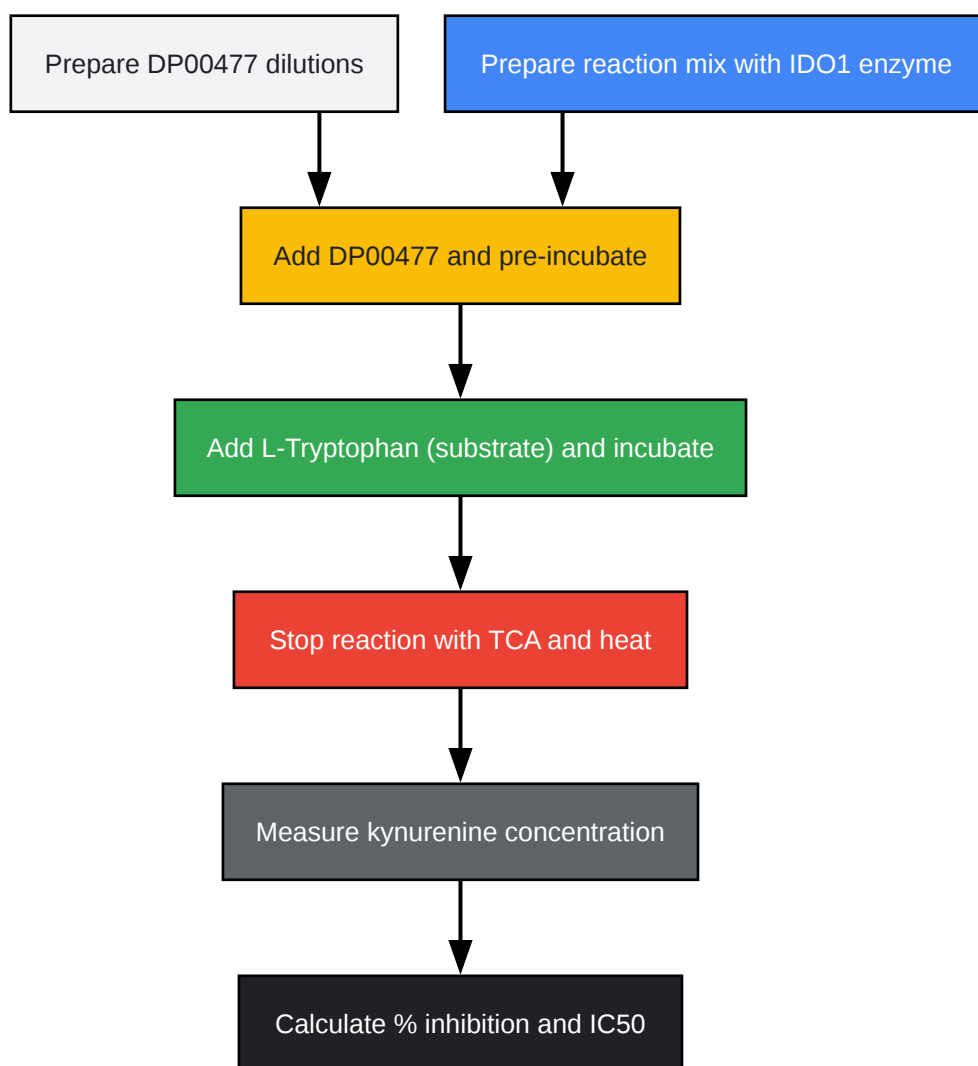 Prepare DP00477 dilutions
Prepare reaction mix with IDO1 enzyme
Add DP00477 and pre-incubate
Add L-Tryptophan (substrate) and incubate
Stop reaction with TCA and heat
Measure kynurenine concentration
Calculate % inhibition and IC50